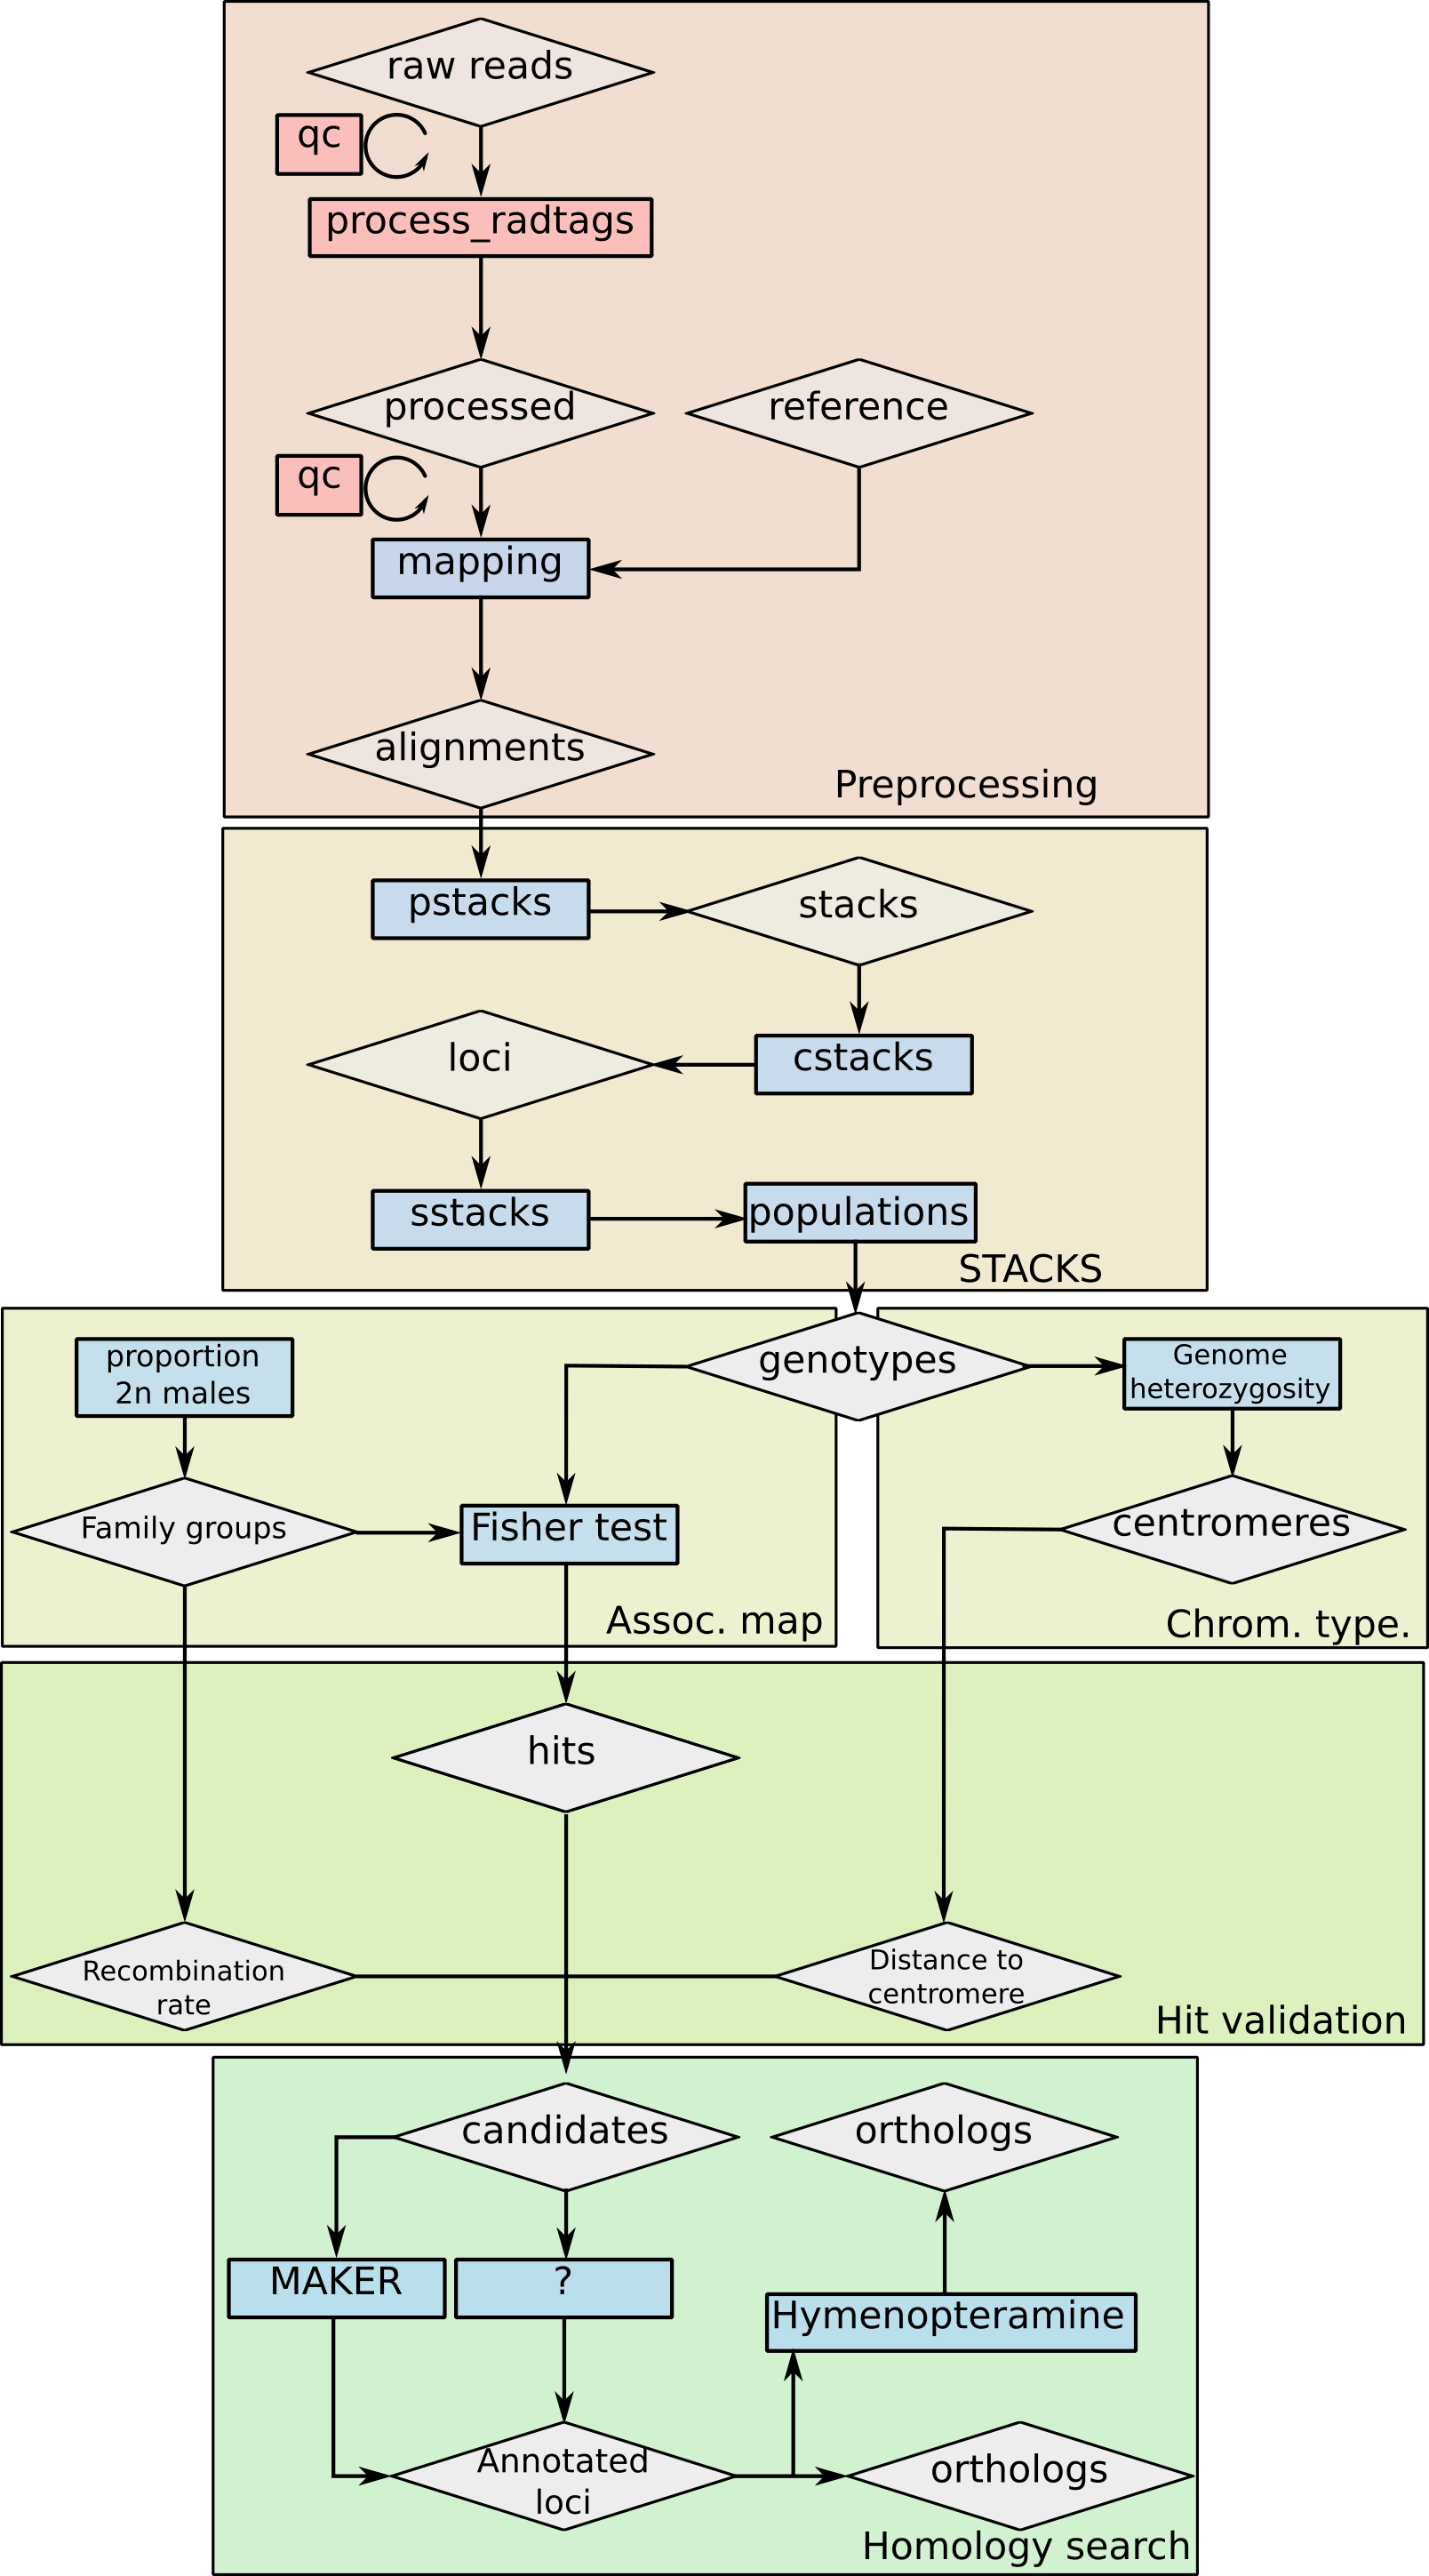 raw reads
qc
process_radtags
processed
reference
qc
mapping
alignments
Preprocessing
pstacks
stacks
loci
cstacks
sstacks
populations
STACKS
proportion
2n males
genotypes
Genome
heterozygosity
Family groups
Fisher test
centromeres
Assoc. map
Chrom. type.
hits
Recombination
rate
Distance to
centromere
Hit validation
candidates
orthologs
MAKER
?
Hymenopteramine
Annotated
loci
orthologs
Homology search